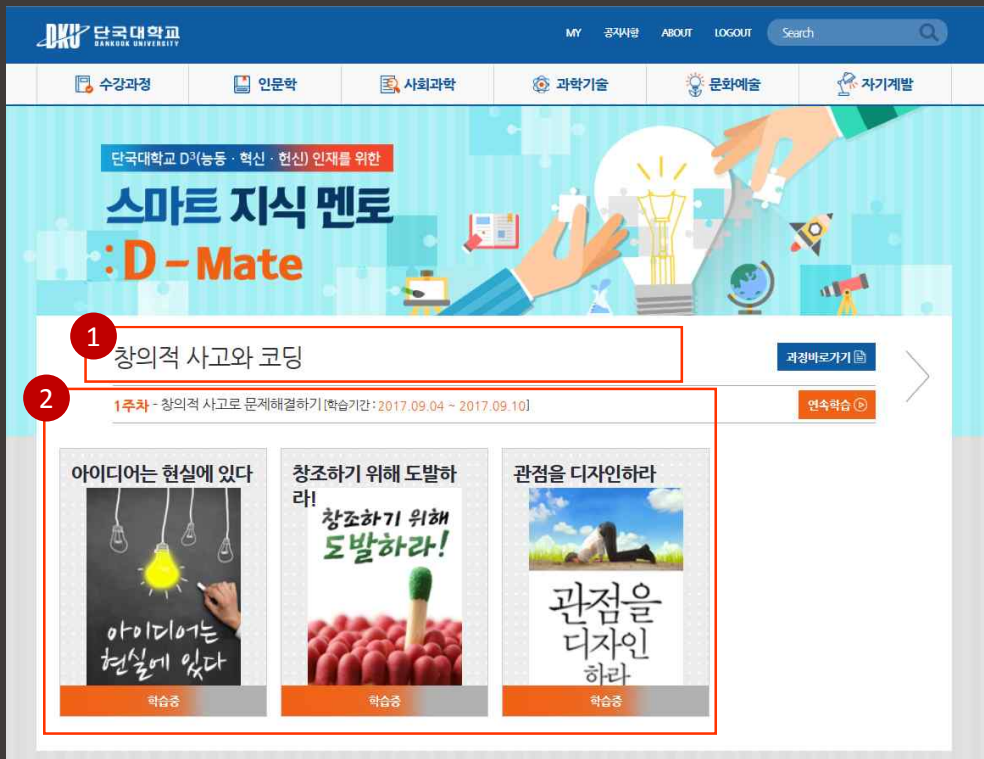 DKU 단국대학교
DANKOOK UNIVERSITY
MY 공지사항 ABOUT LOGOUT Search
수강과정 인문학 사회과학 과학기술 문화예술 자기계발
단국대학교 D³(능동 · 혁신 · 헌신) 인재를 위한
스마트 지식 멘토
:D – Mate
1
창의적 사고와 코딩
과정바로가기
2
1주차 - 창의적 사고로 문제해결하기 [학습기간 : 2017.09.04 ~ 2017.09.10]
연속학습
아이디어는 현실에 있다
아이디어는
현실에 있다
학습중
창조하기 위해 도발하
라!
창조하기 위해
도발하라!
학습중
관점을 디자인하라
관점을
디자인
하라
학습중